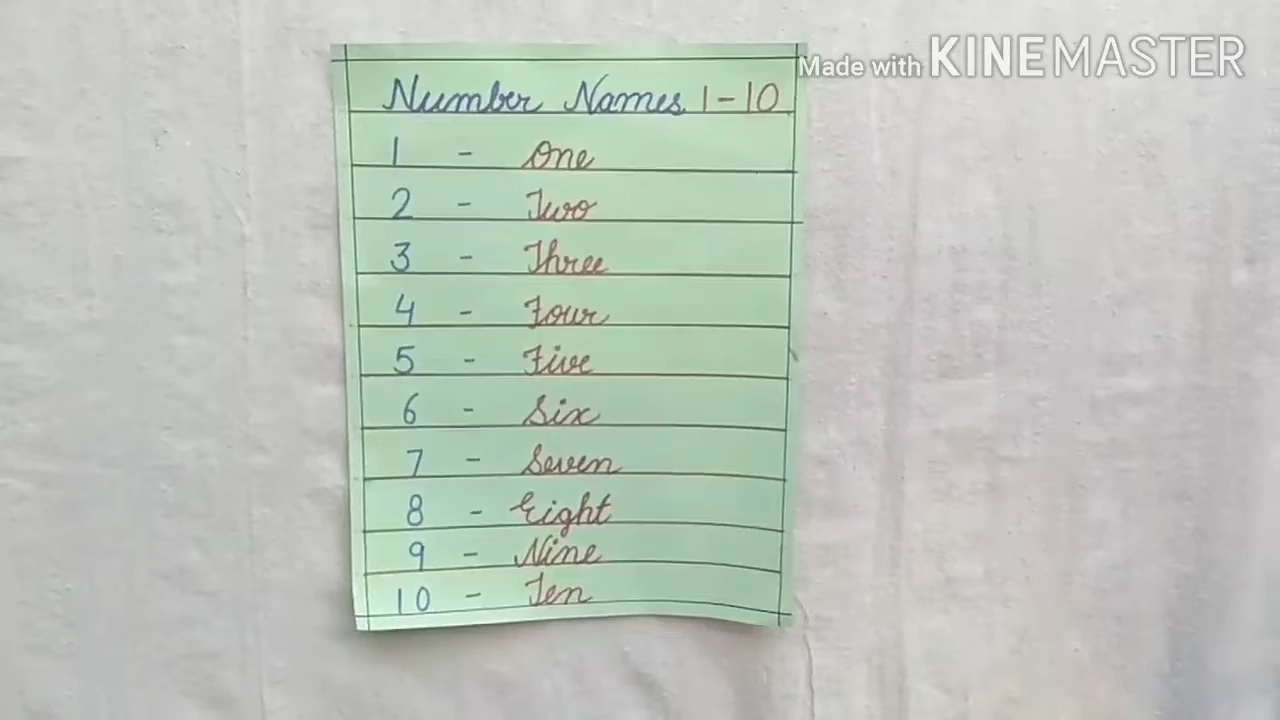 Made with KINEMASTER
Number Names 1-10
1 - One
2 - Two
3 - Three
4 - Four
5 - Five
6 - Six
7 - Seven
8 - Eight
9 - Nine
10 - Ten